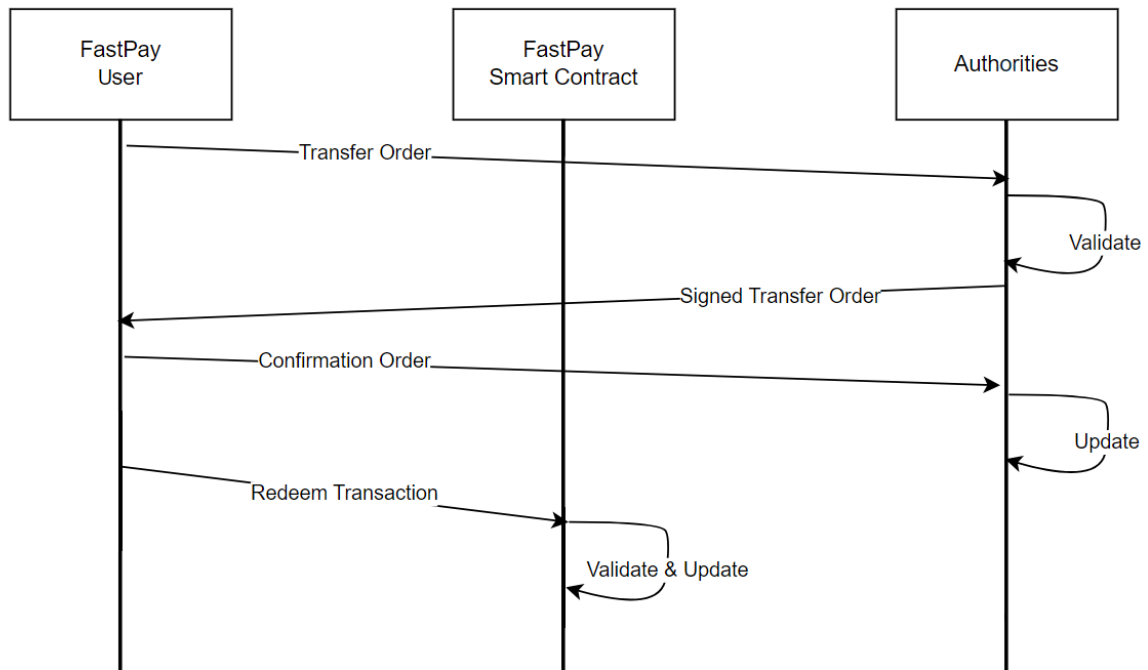 FastPay
User
FastPay
Smart Contract
Authorities
Transfer Order
Validate
Signed Transfer Order
Confirmation Order
Update
Redeem Transaction
Validate & Update